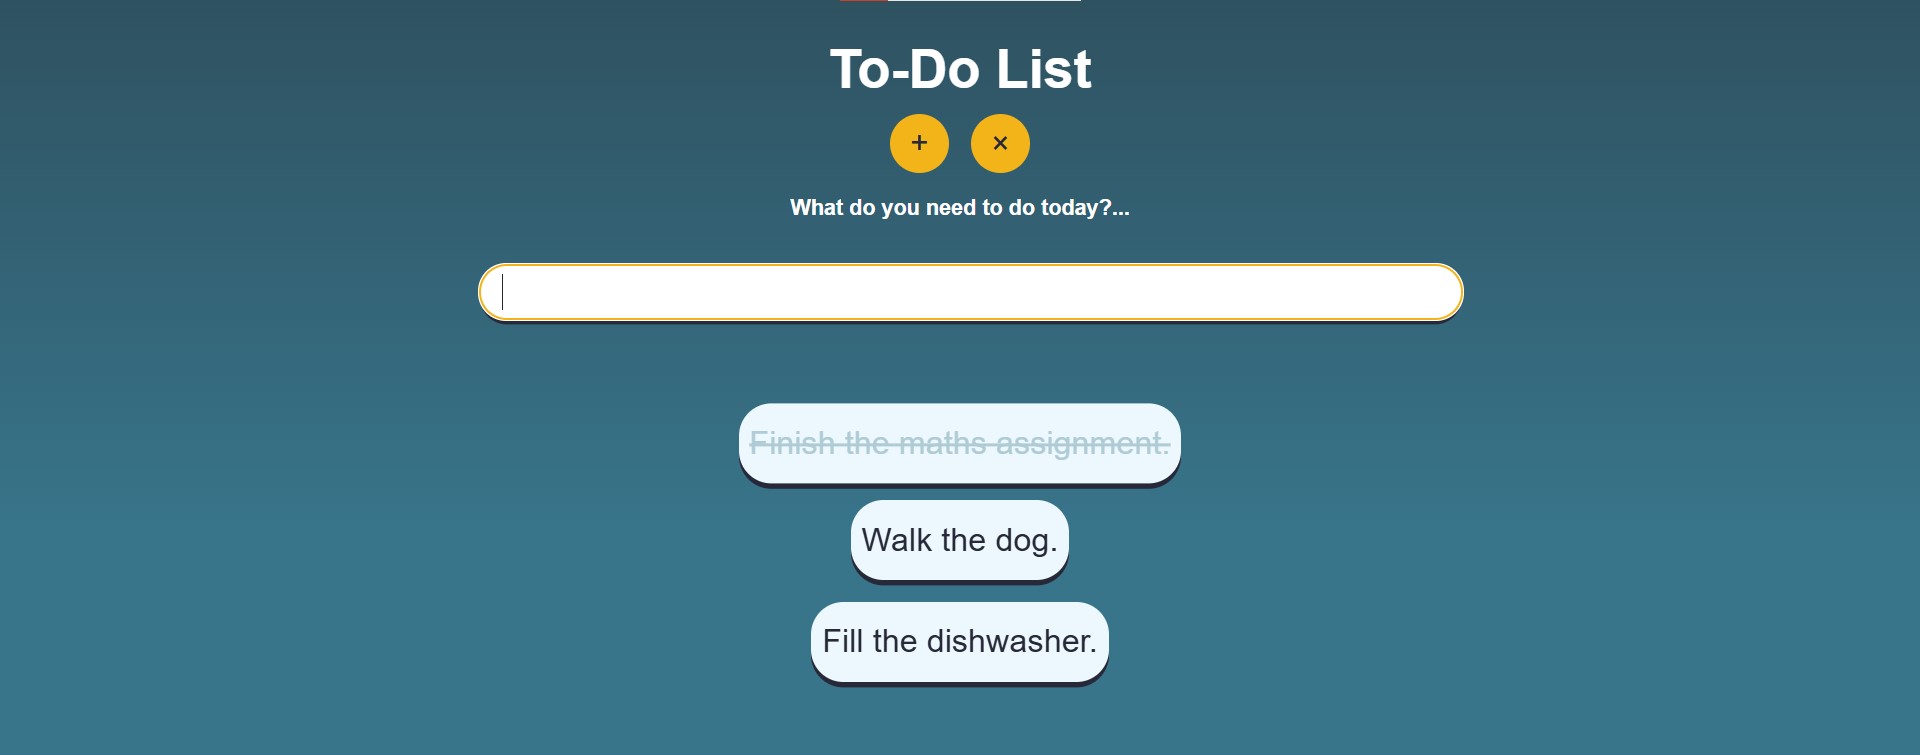 To-Do List
+ ×
What do you need to do today?...
Finish the maths assignment.
Walk the dog.
Fill the dishwasher.